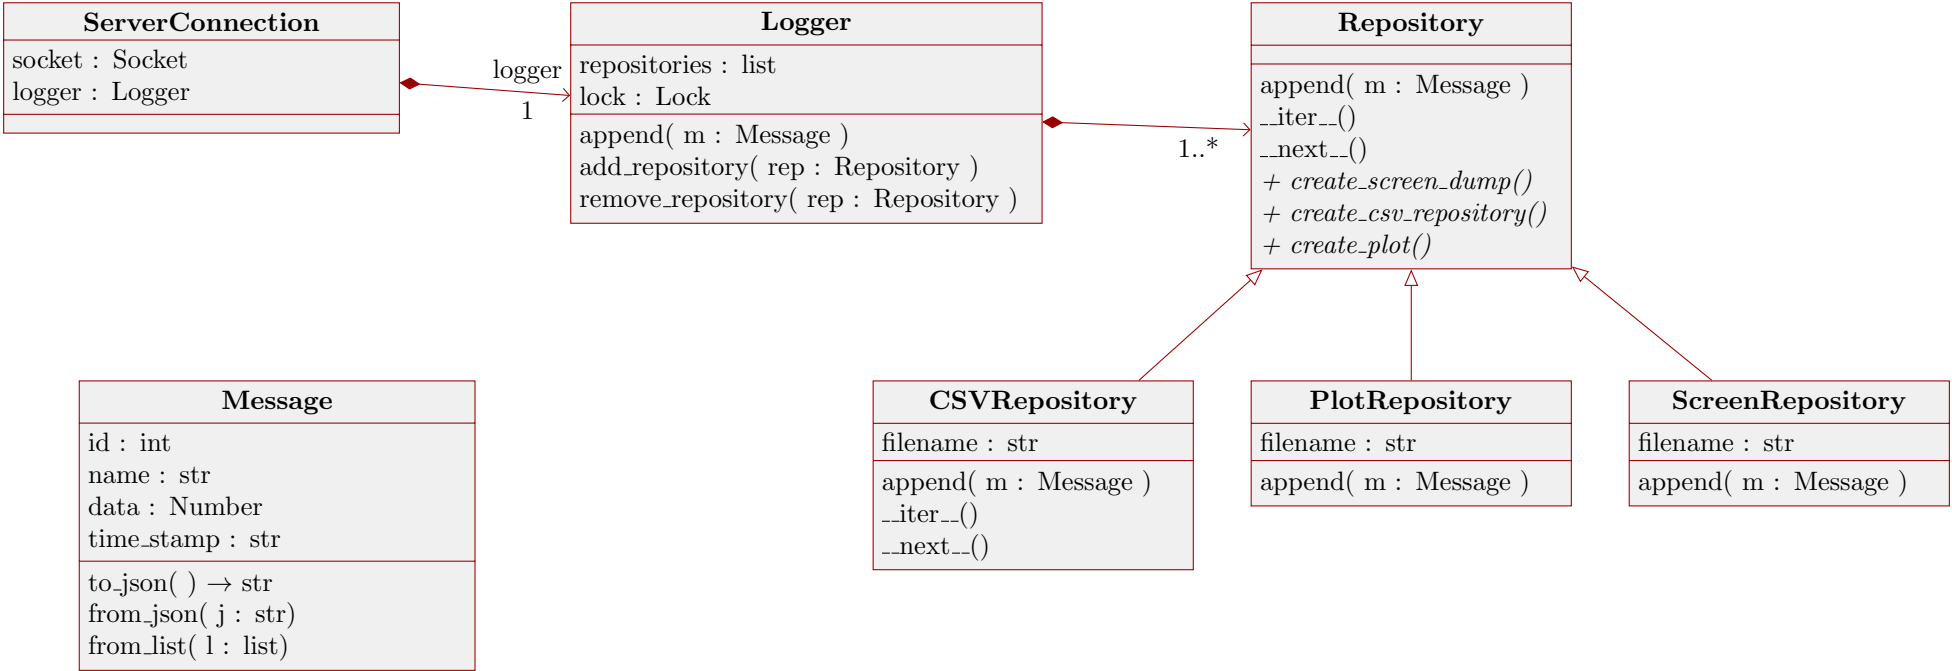 ServerConnection
socket : Socket
logger : Logger
logger
1
Logger
repositories : list
lock : Lock
append( m : Message )
add_repository( rep : Repository )
remove_repository( rep : Repository )
1..*
Repository
append( m : Message )
__iter__()
__next__()
+ create_screen_dump()
+ create_csv_repository()
+ create_plot()
Message
id : int
name : str
data : Number
time_stamp : str
to_json( ) → str
from_json( j : str)
from_list( l : list)
CSVRepository
filename : str
append( m : Message )
__iter__()
__next__()
PlotRepository
filename : str
append( m : Message )
ScreenRepository
filename : str
append( m : Message )